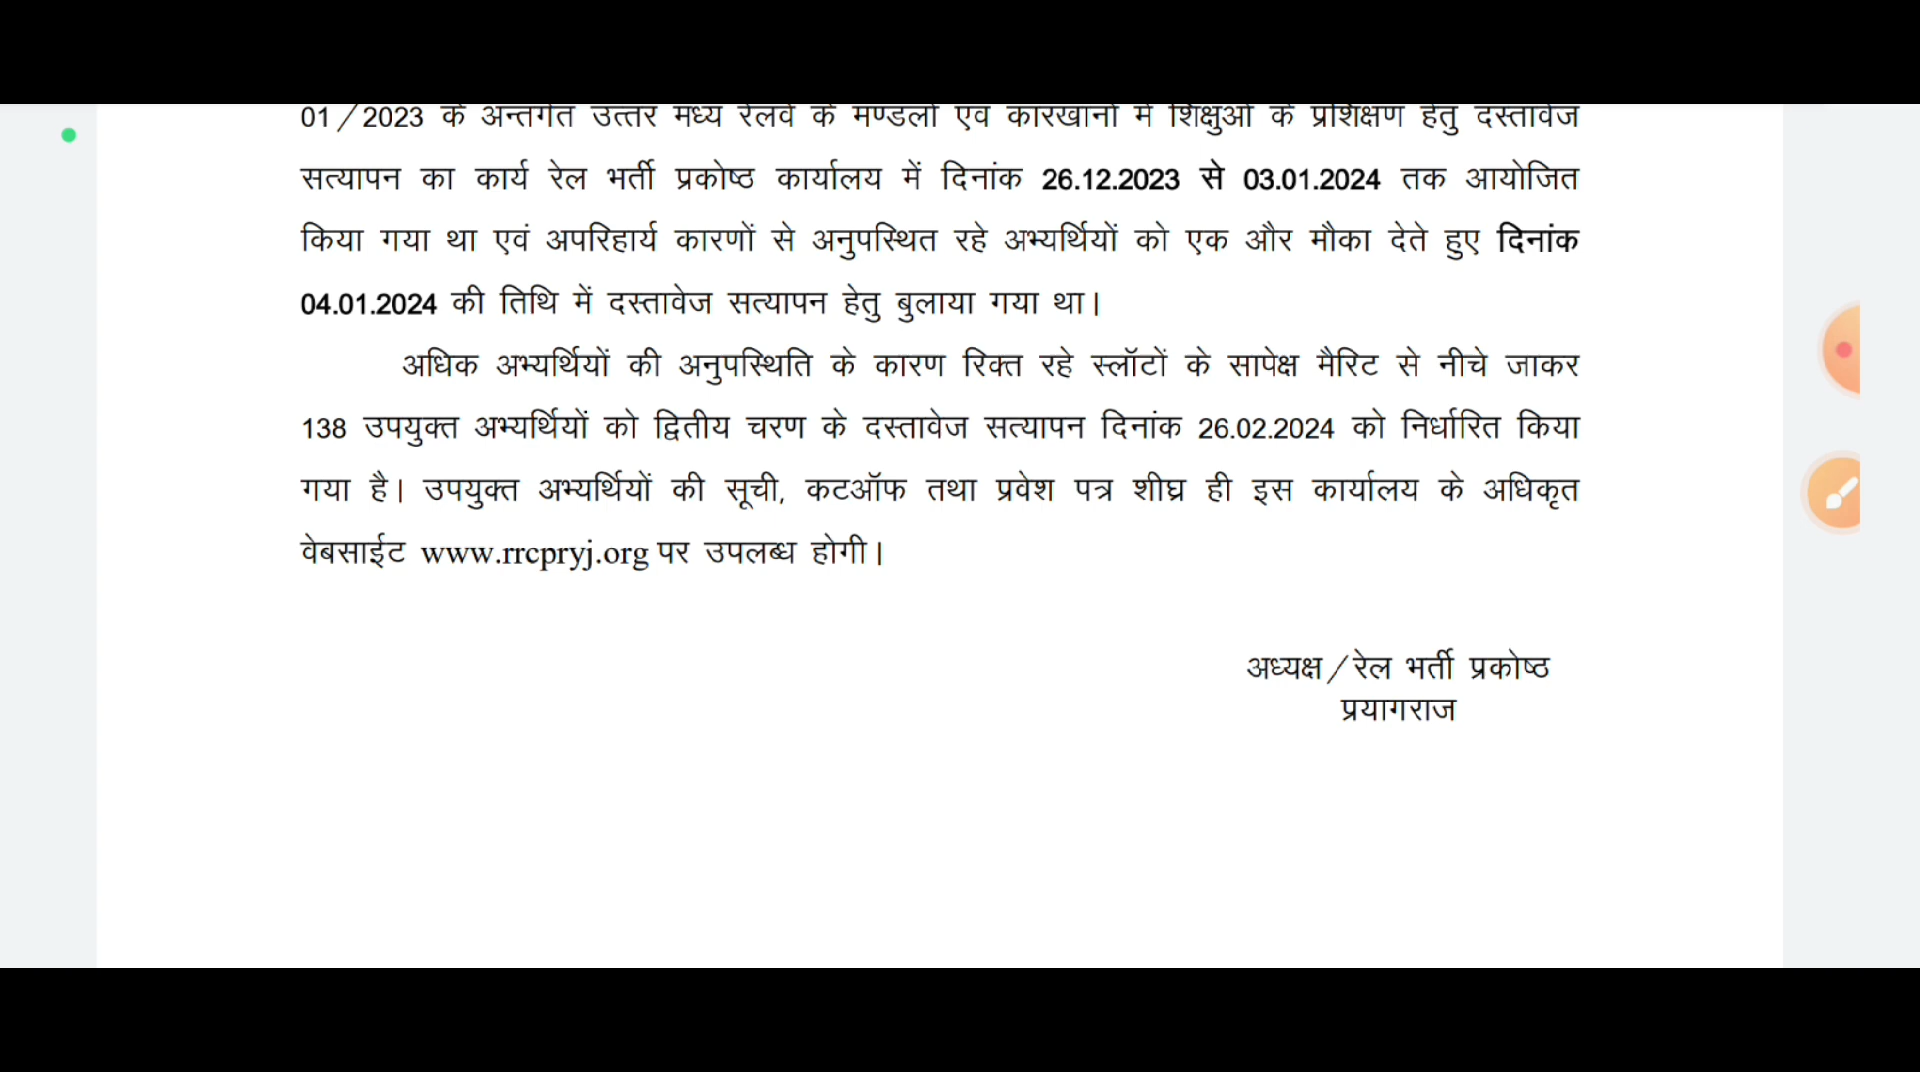 01/2023 के अन्तर्गत उत्तर मध्य रेलवे के मण्डलों एवं कारखानों में शिक्षुओं के प्रशिक्षण हेतु दस्तावेज
सत्यापन का कार्य रेल भर्ती प्रकोष्ठ कार्यालय में दिनांक 26.12.2023 से 03.01.2024 तक आयोजित
किया गया था एवं अपरिहार्य कारणों से अनुपस्थित रहे अभ्यर्थियों को एक और मौका देते हुए दिनांक
04.01.2024 की तिथि में दस्तावेज सत्यापन हेतु बुलाया गया था।
अधिक अभ्यर्थियों की अनुपस्थिति के कारण रिक्त रहे स्लॉटों के सापेक्ष मैरिट से नीचे जाकर
138 उपयुक्त अभ्यर्थियों को द्वितीय चरण के दस्तावेज सत्यापन दिनांक 26.02.2024 को निर्धारित किया
गया है। उपयुक्त अभ्यर्थियों की सूची, कटऑफ तथा प्रवेश पत्र शीघ्र ही इस कार्यालय के अधिकृत
वेबसाईट www.rrcpryj.org पर उपलब्ध होगी।
अध्यक्ष/रेल भर्ती प्रकोष्ठ
प्रयागराज